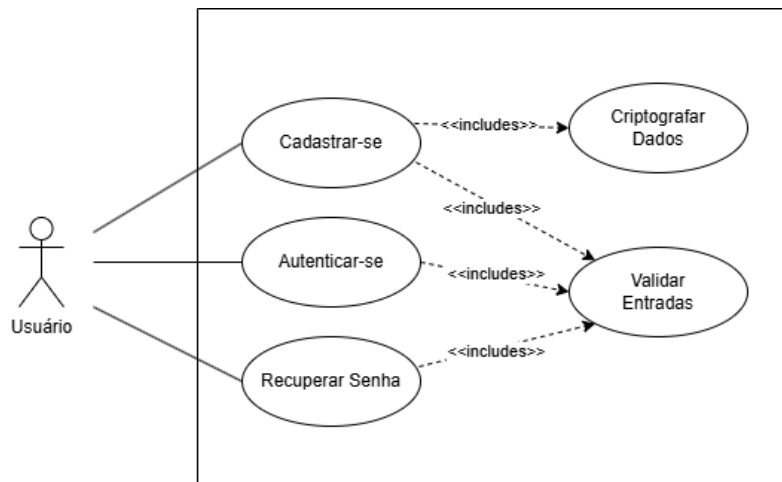 Cadastrar-se
<<includes>>
Criptografar
Dados
<<includes>>
Autenticar-se
<<includes>>
Validar
Entradas
Usuário
<<includes>>
Recuperar Senha